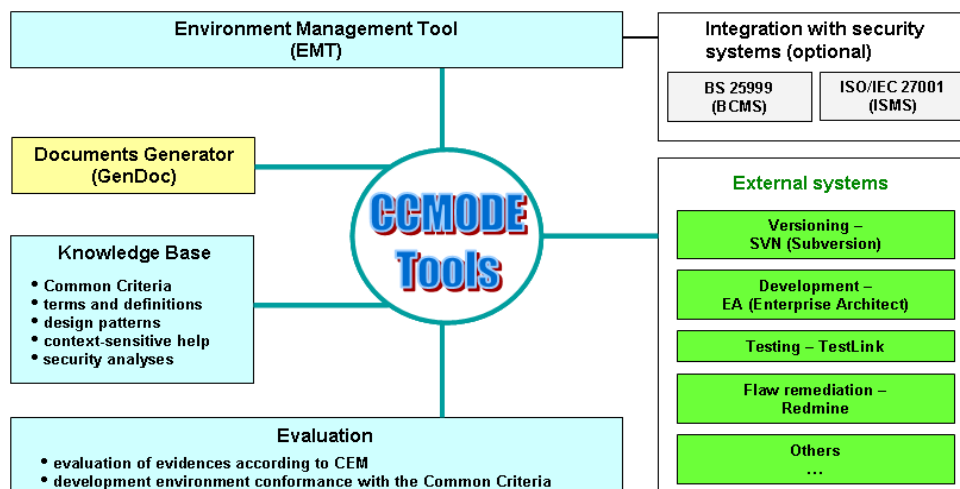 Environment Management Tool
(EMT)
Integration with security
systems (optional)
BS 25999
(BCMS)
ISO/IEC 27001
(ISMS)
Documents Generator
(GenDoc)
CCMODE
Tools
External systems
Versioning –
SVN (Subversion)
Development –
EA (Enterprise Architect)
Testing – TestLink
Flaw remediation –
Redmine
Others
...
Knowledge Base
• Common Criteria
• terms and definitions
• design patterns
• context-sensitive help
• security analyses
Evaluation
• evaluation of evidences according to CEM
• development environment conformance with the Common Criteria